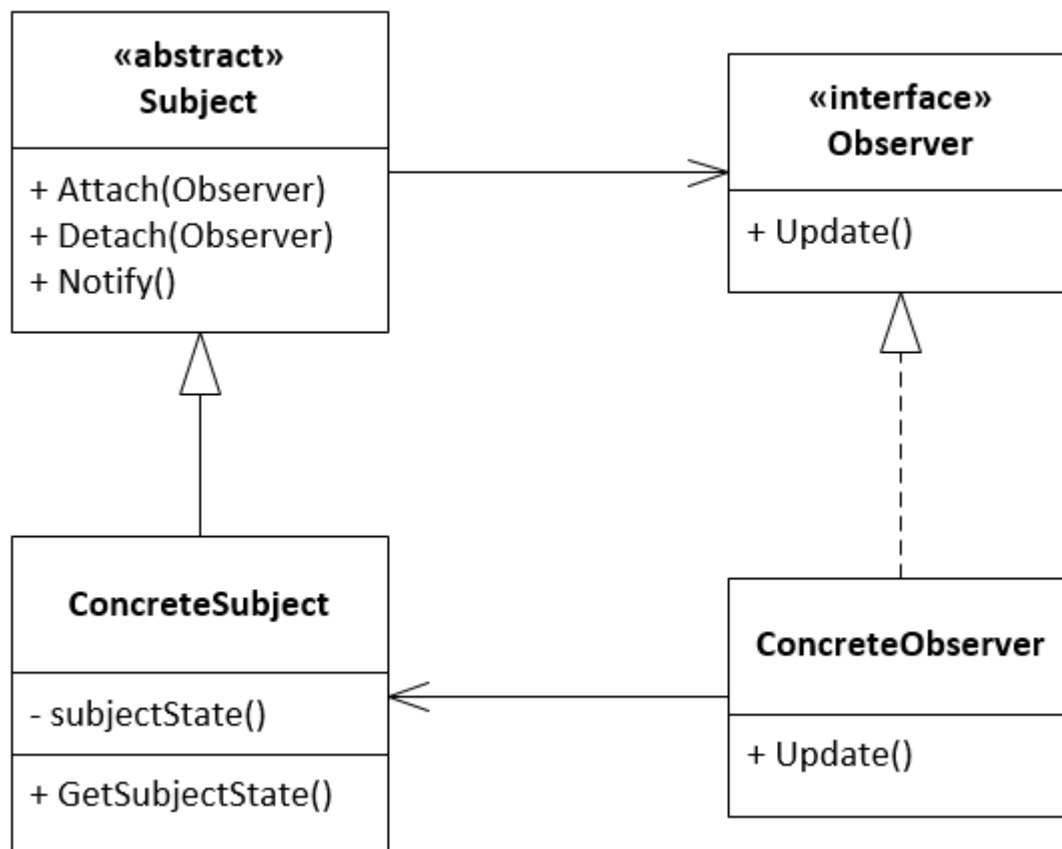 «abstract»
Subject
+ Attach(Observer)
+ Detach(Observer)
+ Notify()
«interface»
Observer
+ Update()
ConcreteSubject
- subjectState()
+ GetSubjectState()
ConcreteObserver
+ Update()